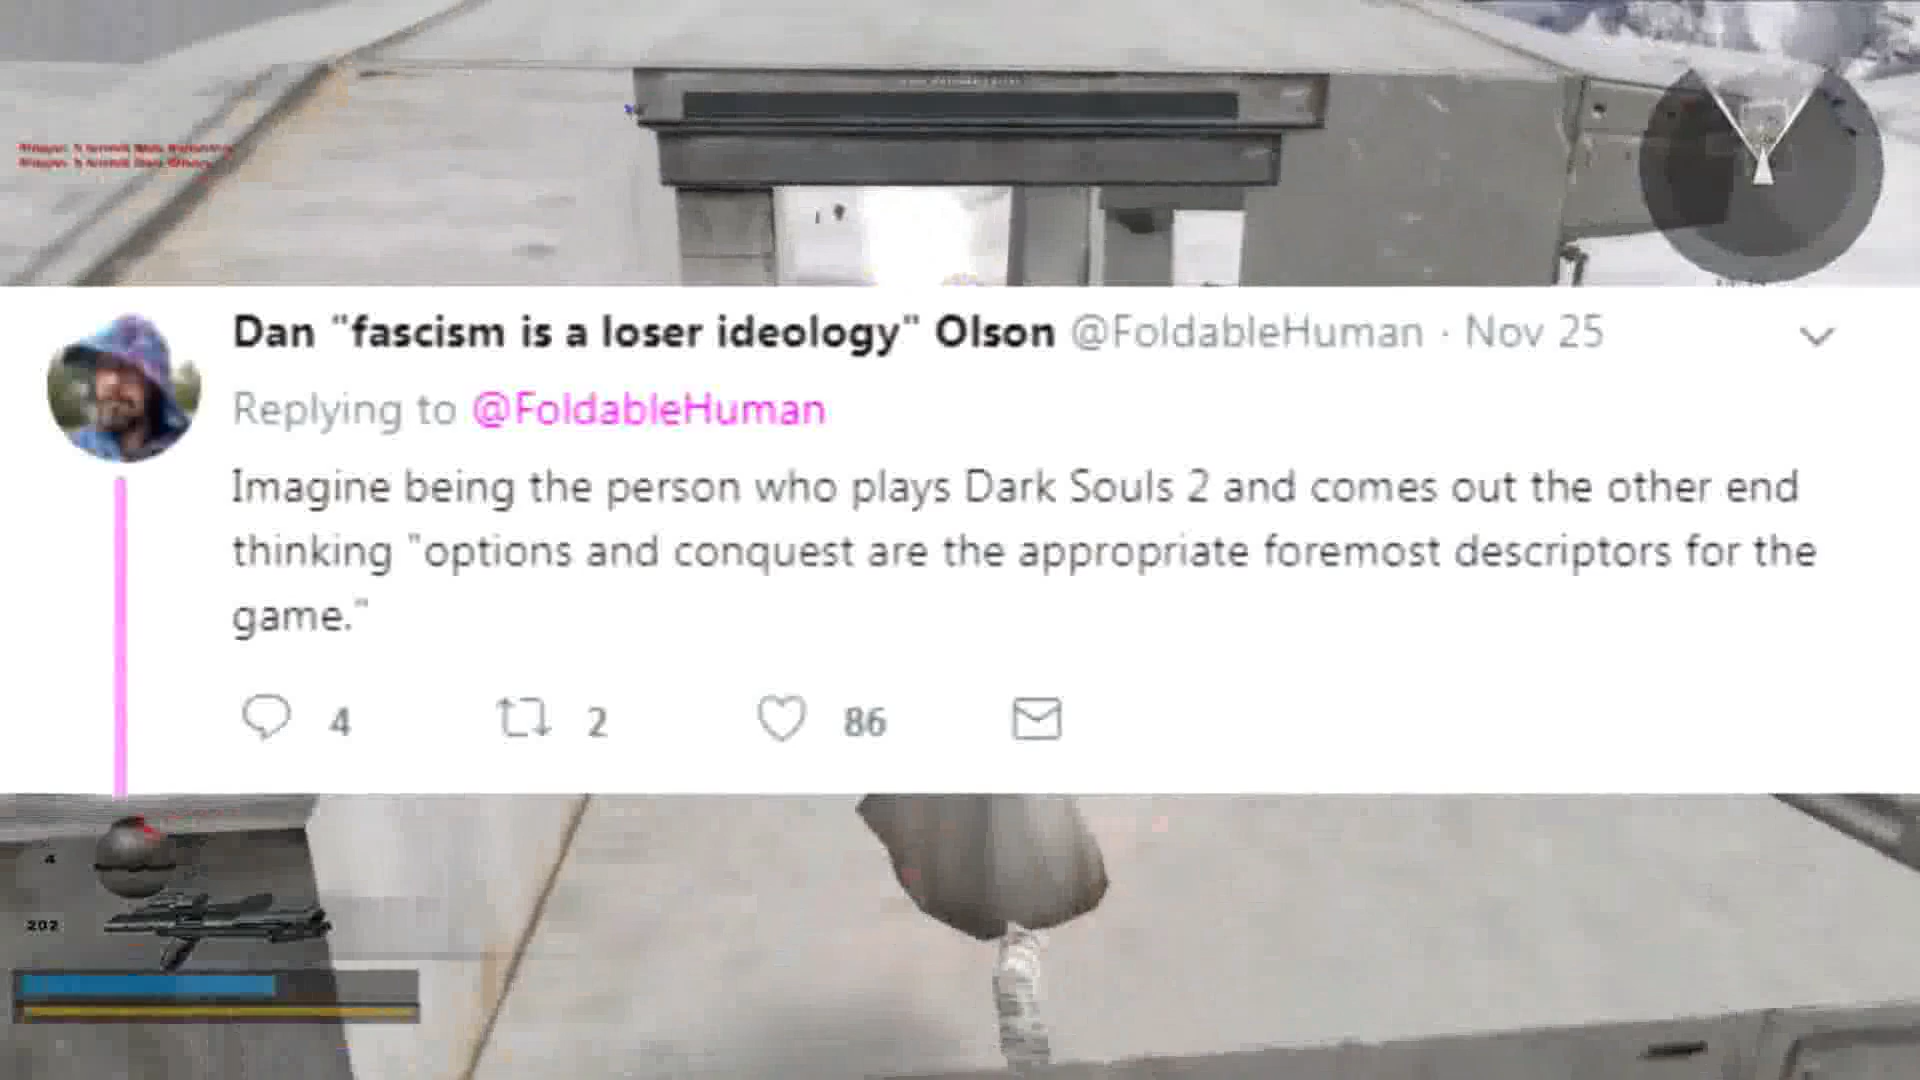 Dan "fascism is a loser ideology" Olson @FoldableHuman · Nov 25
Replying to @FoldableHuman
Imagine being the person who plays Dark Souls 2 and comes out the other end
thinking "options and conquest are the appropriate foremost descriptors for the
game."
4 2 86
4
202